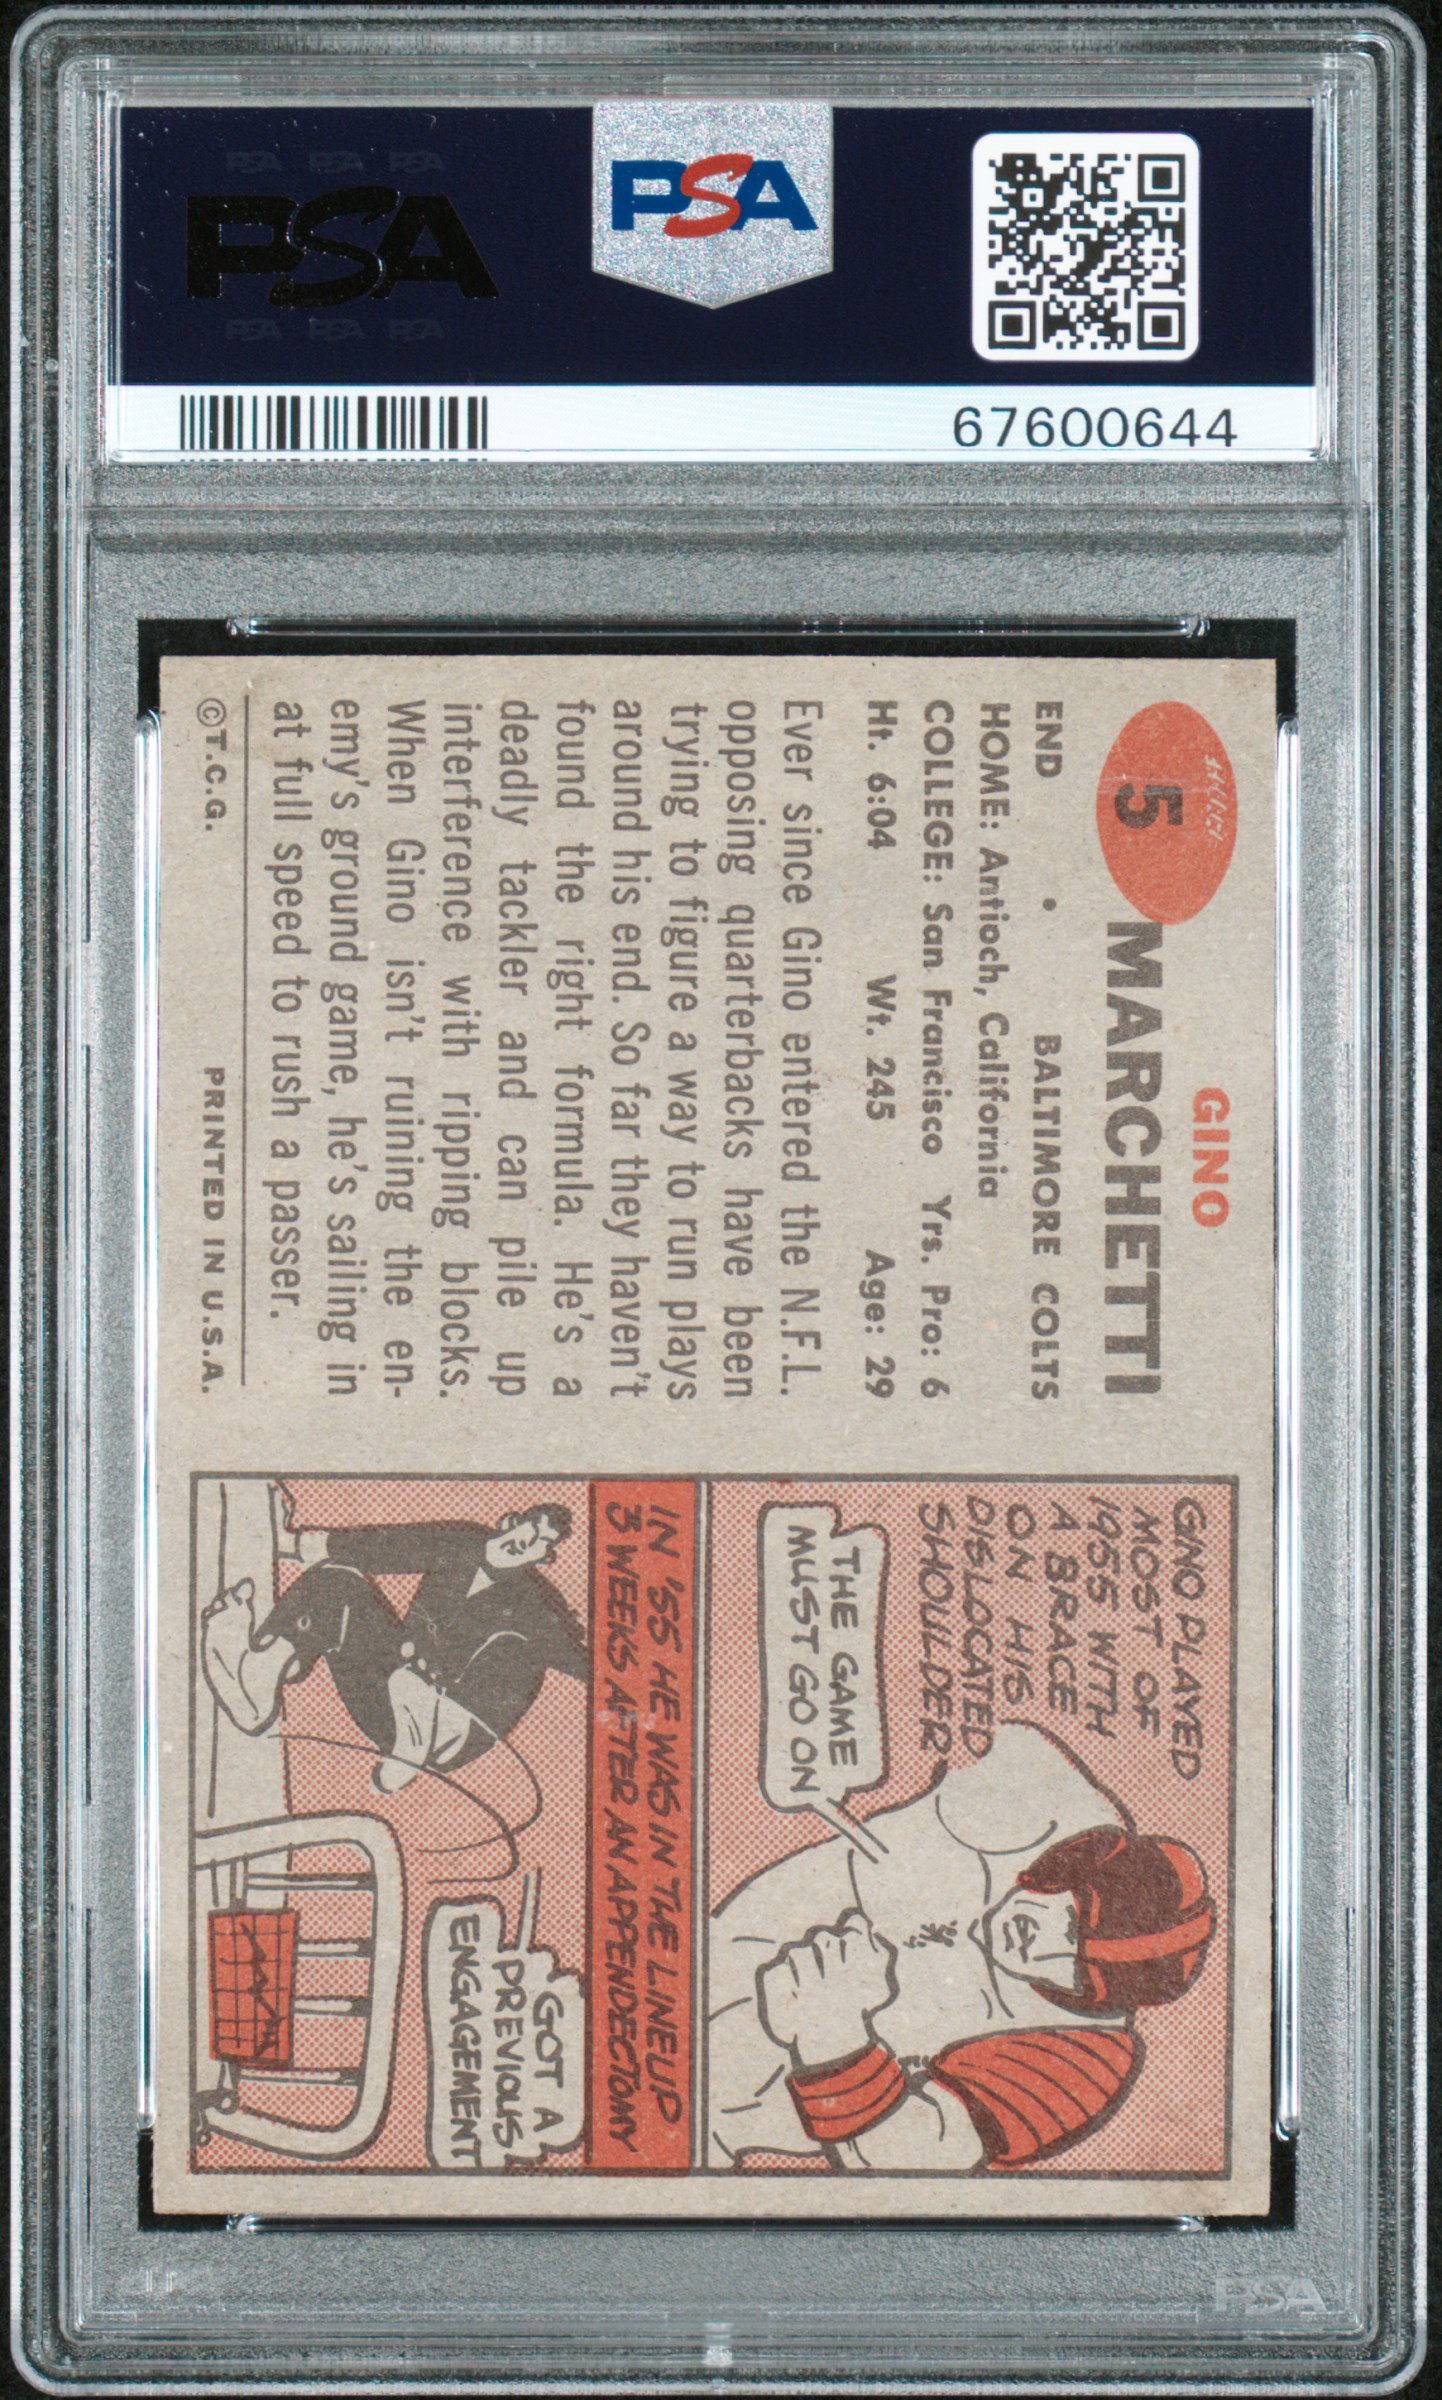 PSA PSA PSA
PSA
PSA PSA PSA
PSA
67600644
5
GINO
MARCHETTI
END • BALTIMORE COLTS
HOME: Antioch, California
COLLEGE: San Francisco Yrs. Pro: 6
Ht. 6:04 Wt. 245 Age: 29
Ever since Gino entered the N.F.L.
opposing quarterbacks have been
trying to figure a way to run plays
around his end. So far they haven't
found the right formula. He's a
deadly tackler and can pile up
interference with ripping blocks.
When Gino isn't ruining the en-
emy's ground game, he's sailing in
at full speed to rush a passer.
©T.C.G. PRINTED IN U.S.A.
GINO PLAYED
MOST OF
1955 WITH
A BRACE
ON HIS
DISLOCATED
SHOULDER
THE GAME
MUST GO ON
IN '55 HE WAS IN THE LINEUP
3 WEEKS AFTER AN APPENDECTOMY
GOT A
PREVIOUS
ENGAGEMENT
PSA